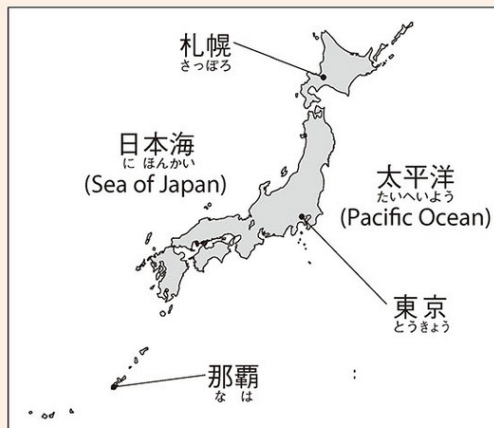 札幌
さっぽろ
日本海
に ほんかい
(Sea of Japan)
太平洋
たいへいよう
(Pacific Ocean)
東京
とうきょう
那覇
な は